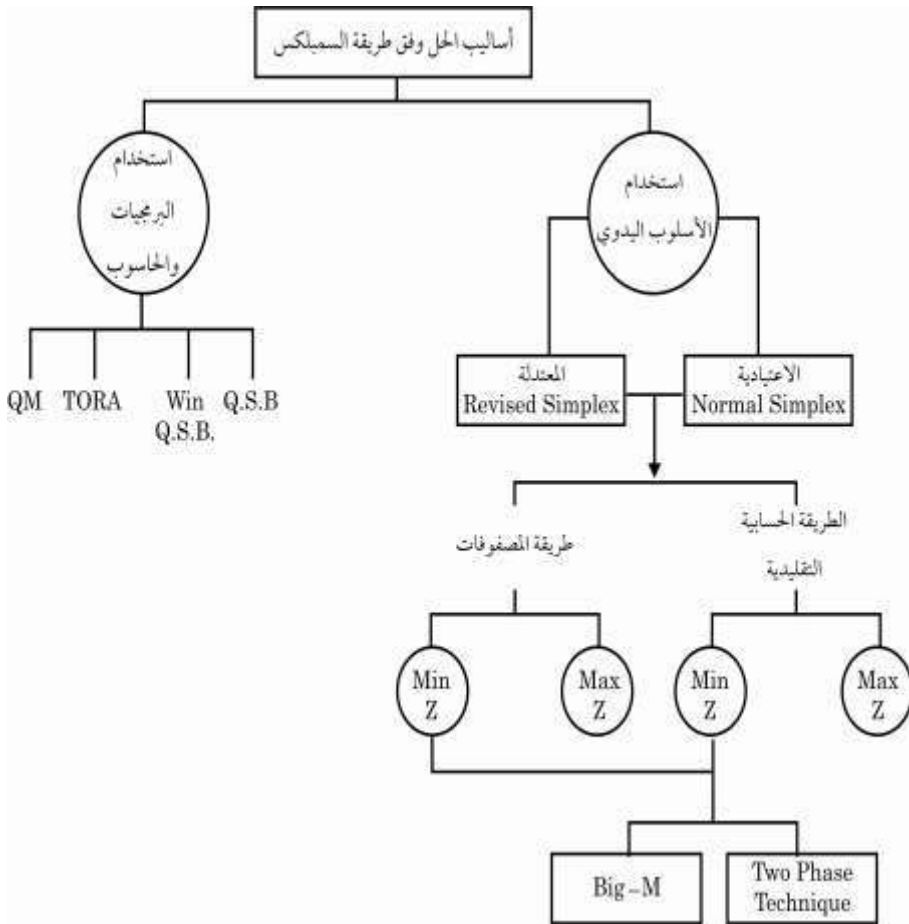 أساليب الحل وفق طريقة السمبلكس
استخدام
الأسلوب اليدوي
استخدام
البرمجيات
والحاسوب
QM
TORA
Win
Q.S.B.
Q.S.B
الاعتيادية
Normal Simplex
المعتدلة
Revised Simplex
الطريقة الحسابية
التقليدية
طريقة المصفوفات
Min
Z
Max
Z
Min
Z
Max
Z
Big – M
Two Phase
Technique